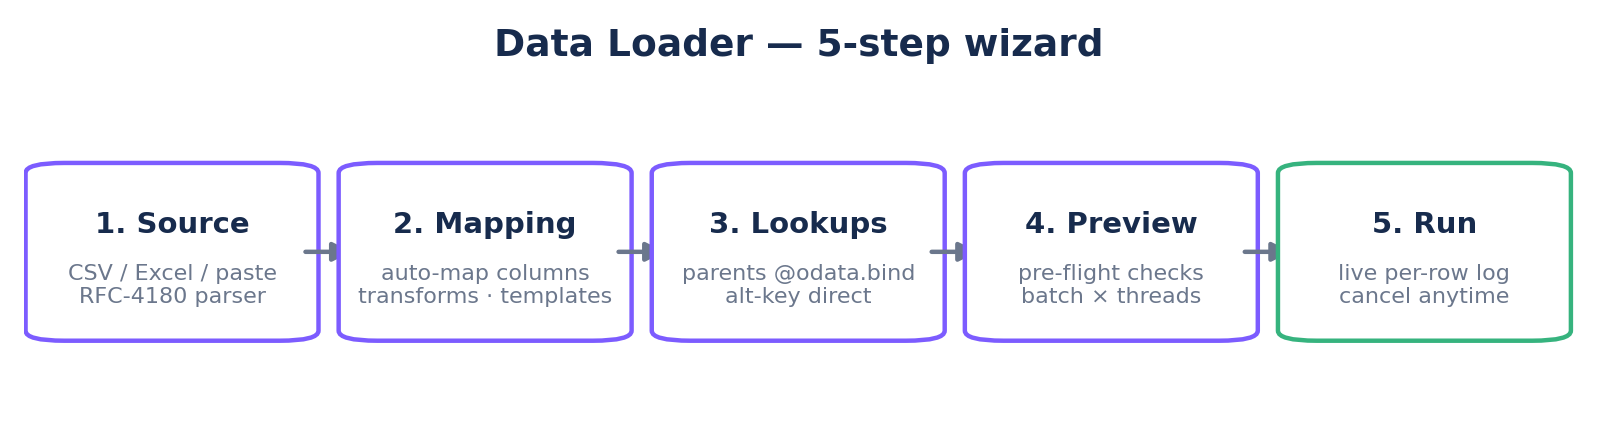 Data Loader — 5-step wizard
1. Source
CSV / Excel / paste
RFC-4180 parser
2. Mapping
auto-map columns
transforms · templates
3. Lookups
parents @odata.bind
alt-key direct
4. Preview
pre-flight checks
batch × threads
5. Run
live per-row log
cancel anytime